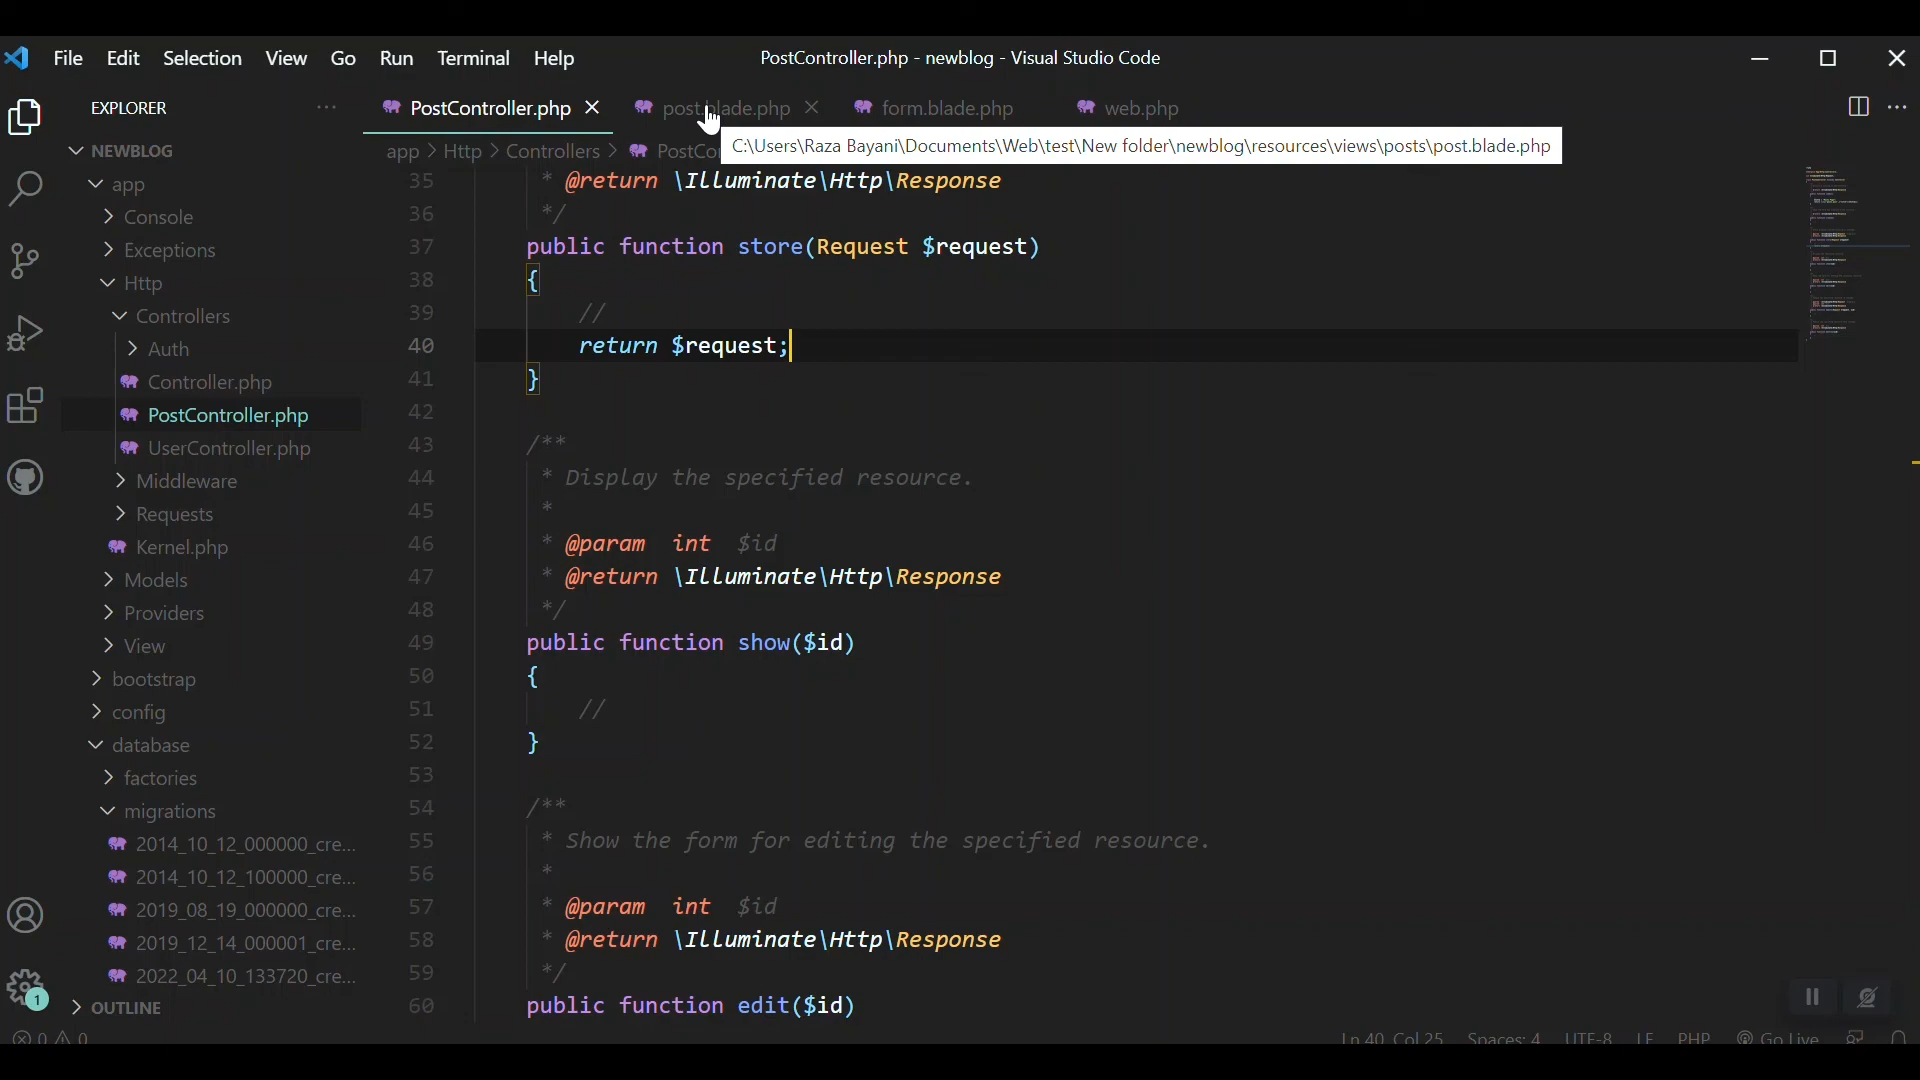 File Edit Selection View Go Run Terminal Help PostController.php - newblog - Visual Studio Code
EXPLORER ··· PostController.php post.blade.php form.blade.php web.php ···
NEWBLOG app > Http > Controllers > PostCon
C:\Users\Raza Bayani\Documents\Web\test\New folder\newblog\resources\views\posts\post.blade.php
app
Console
Exceptions
Http
Controllers
Auth
Controller.php
PostController.php
UserController.php
Middleware
Requests
Kernel.php
Models
Providers
View
bootstrap
config
database
factories
migrations
2014_10_12_000000_cre...
2014_10_12_100000_cre...
2019_08_19_000000_cre...
2019_12_14_000001_cre...
2022_04_10_133720_cre...
1
OUTLINE
35 * @return \Illuminate\Http\Response
36 */
37 public function store(Request $request)
38 {
39 //
40 return $request;
41 }
42
43 /**
44 * Display the specified resource.
45 *
46 * @param int $id
47 * @return \Illuminate\Http\Response
48 */
49 public function show($id)
50 {
51 //
52 }
53
54 /**
55 * Show the form for editing the specified resource.
56 *
57 * @param int $id
58 * @return \Illuminate\Http\Response
59 */
60 public function edit($id)
0 0 Ln 40, Col 25 Spaces: 4 UTF-8 LF PHP Go Live